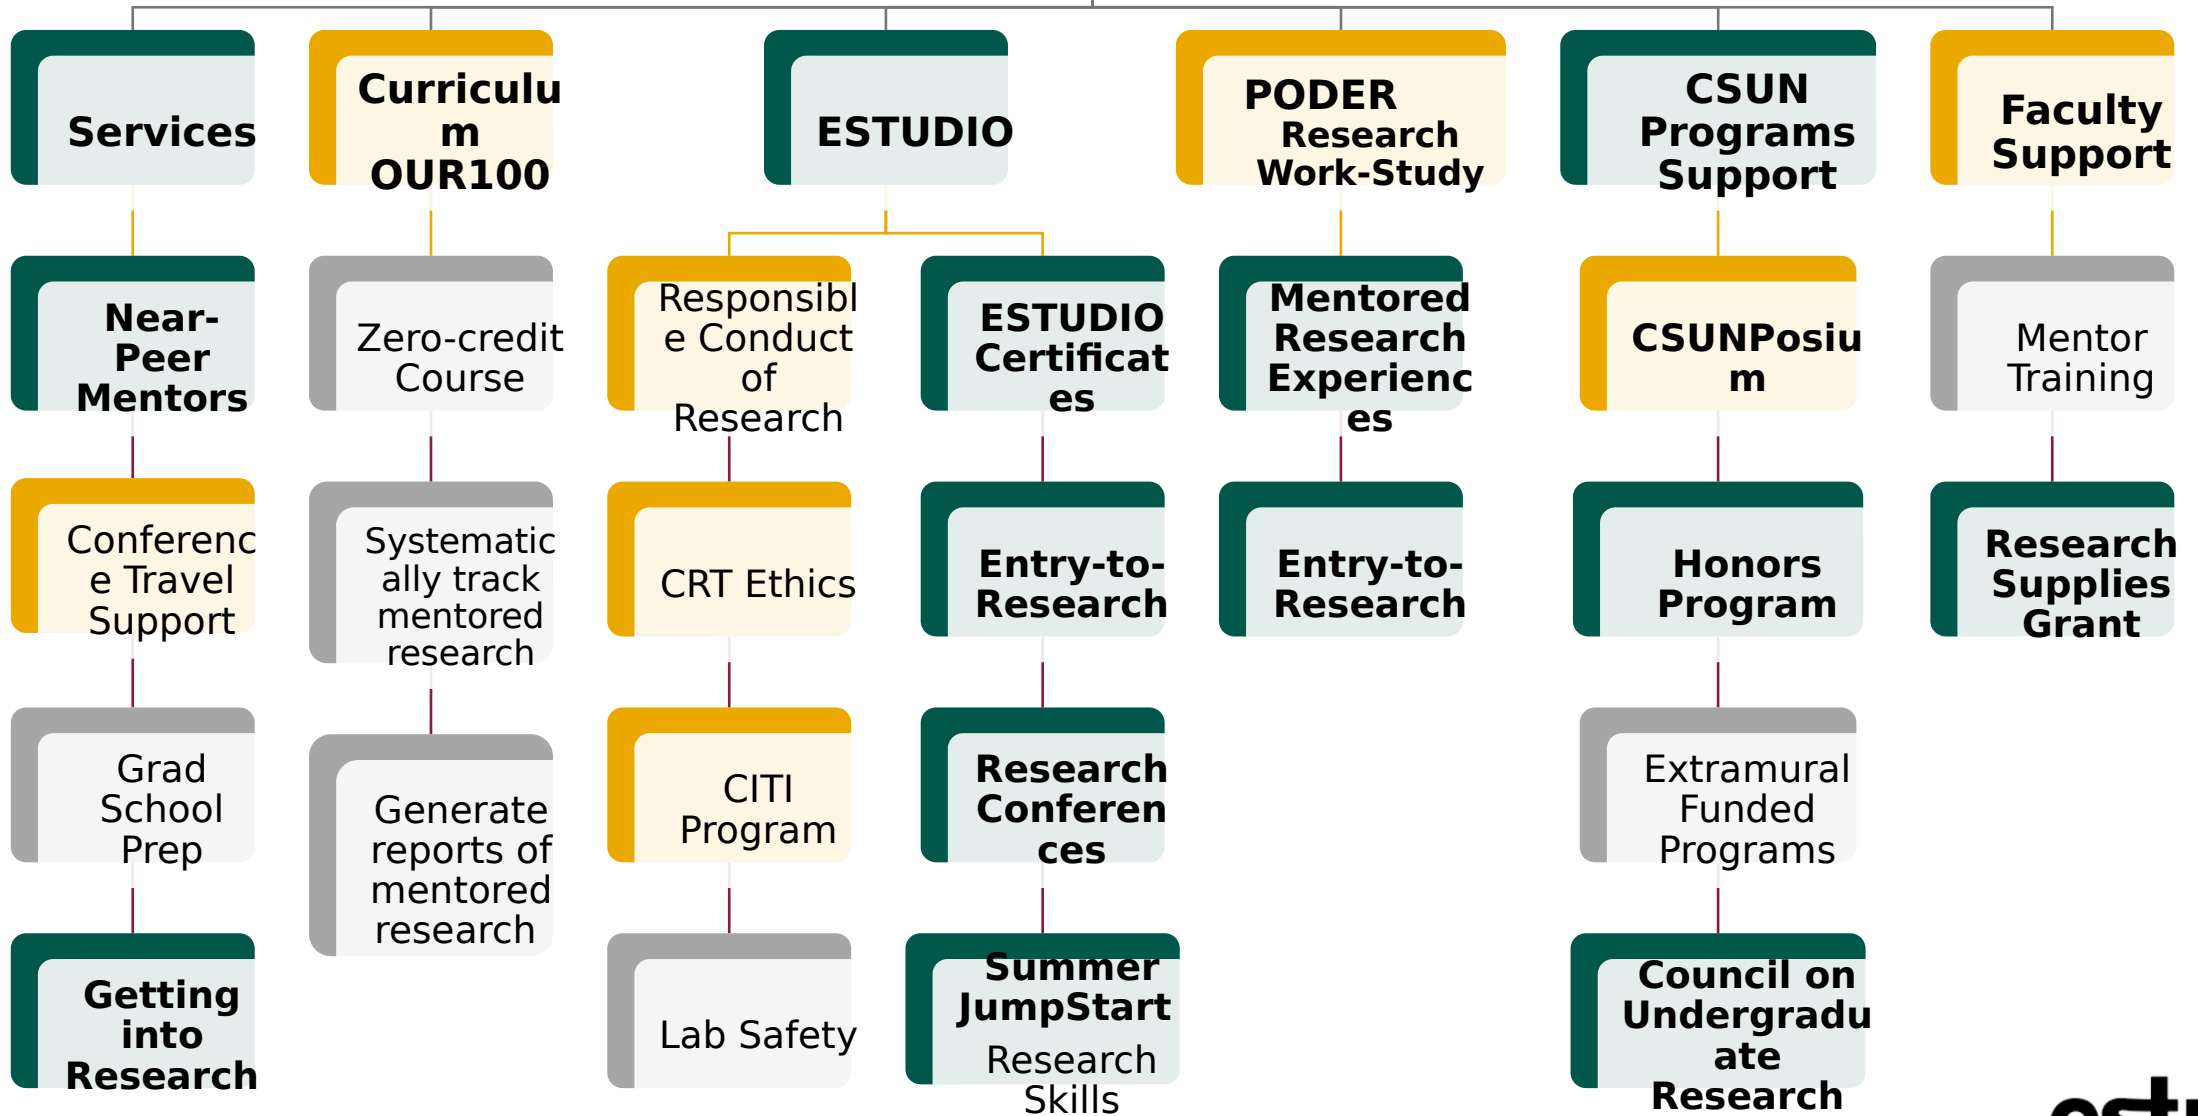 Services
Curriculu
m
OUR100
ESTUDIO
PODER
Research
Work-Study
CSUN
Programs
Support
Faculty
Support
Near-
Peer
Mentors
Zero-credit
Course
Responsibl
e Conduct
of
Research
ESTUDIO
Certificat
es
Mentored
Research
Experienc
es
CSUNPosiu
m
Mentor
Training
Conferenc
e Travel
Support
Systematic
ally track
mentored
research
CRT Ethics
Entry-to-
Research
Entry-to-
Research
Honors
Program
Research
Supplies
Grant
Grad
School
Prep
Generate
reports of
mentored
research
CITI
Program
Research
Conferen
ces
Extramural
Funded
Programs
Getting
into
Research
Lab Safety
Summer
JumpStart
Research
Skills
Council on
Undergradu
ate
Research